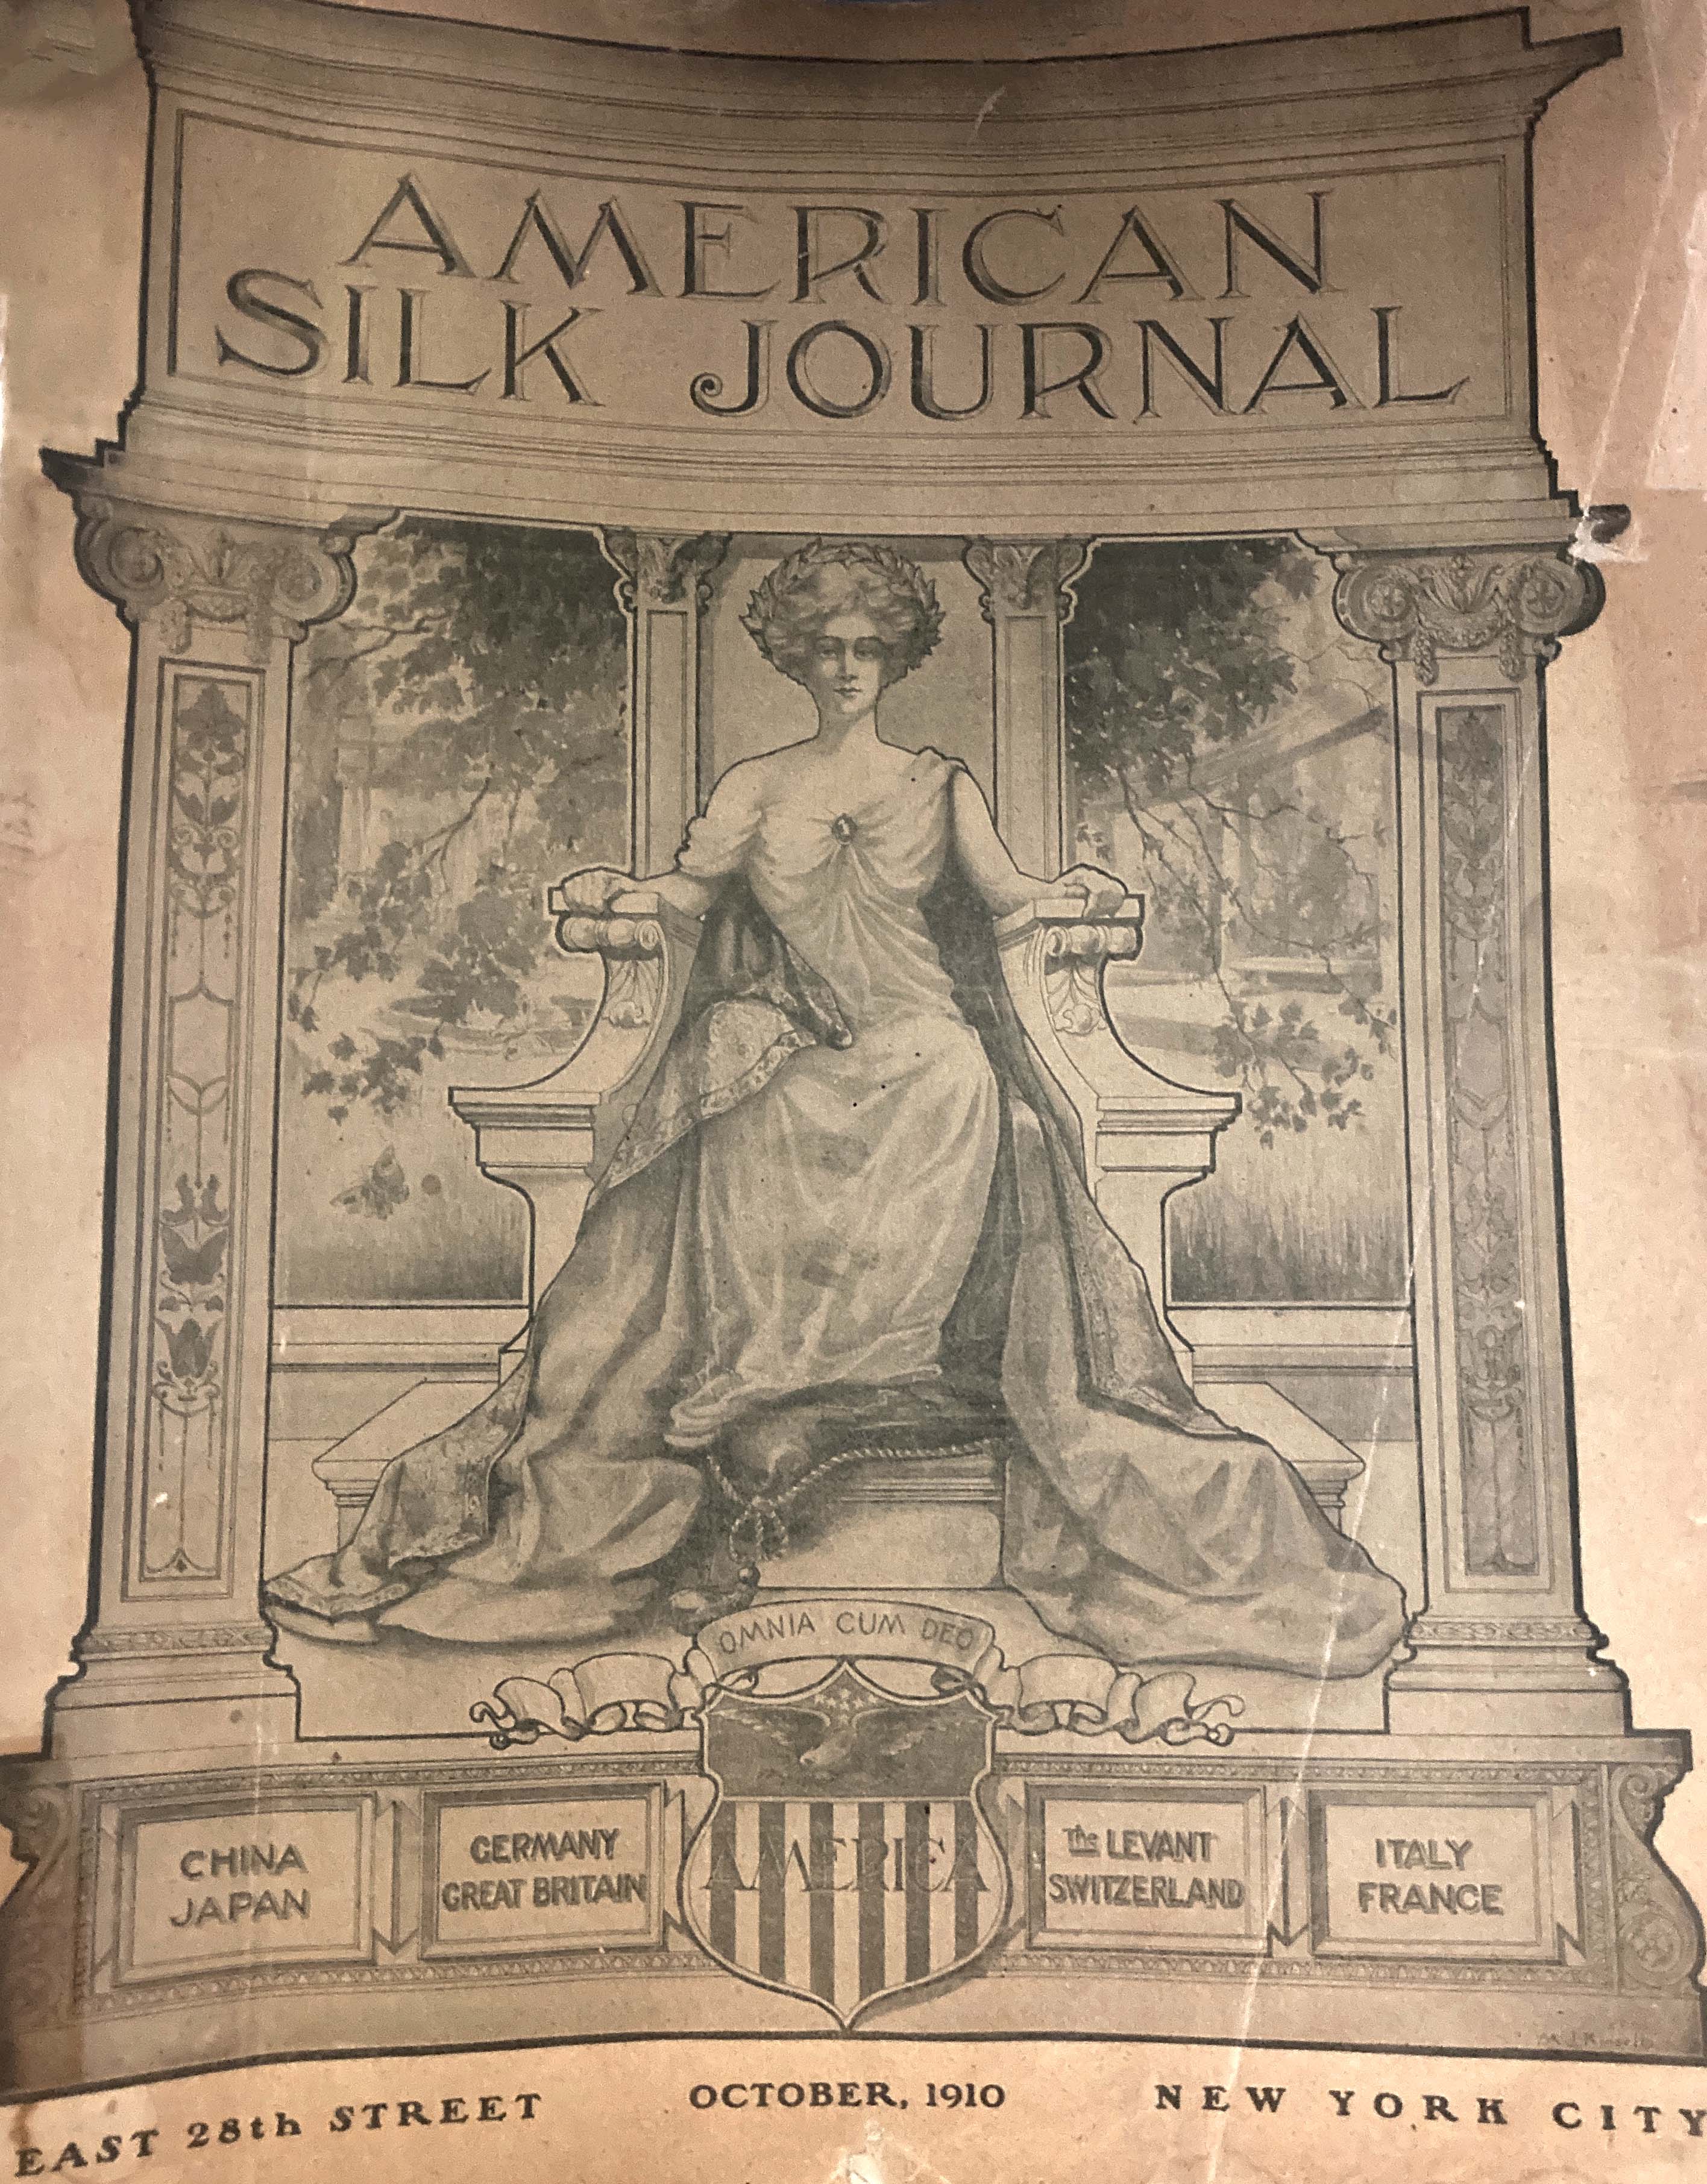 AMERICAN
SILK JOURNAL
OMNIA CUM DEO
CHINA
JAPAN
GERMANY
GREAT BRITAIN
AMERICA
The LEVANT
SWITZERLAND
ITALY
FRANCE
EAST 28th STREET
OCTOBER, 1910
NEW YORK CITY